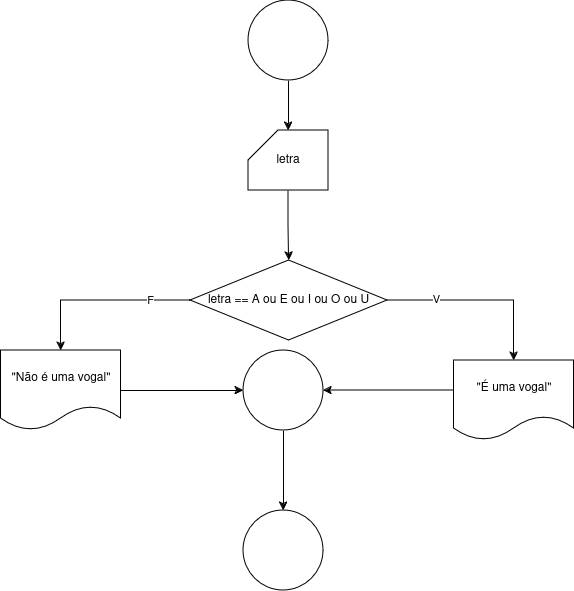 letra
letra == A ou E ou I ou O ou U
F
V
"Não é uma vogal"
"É uma vogal"